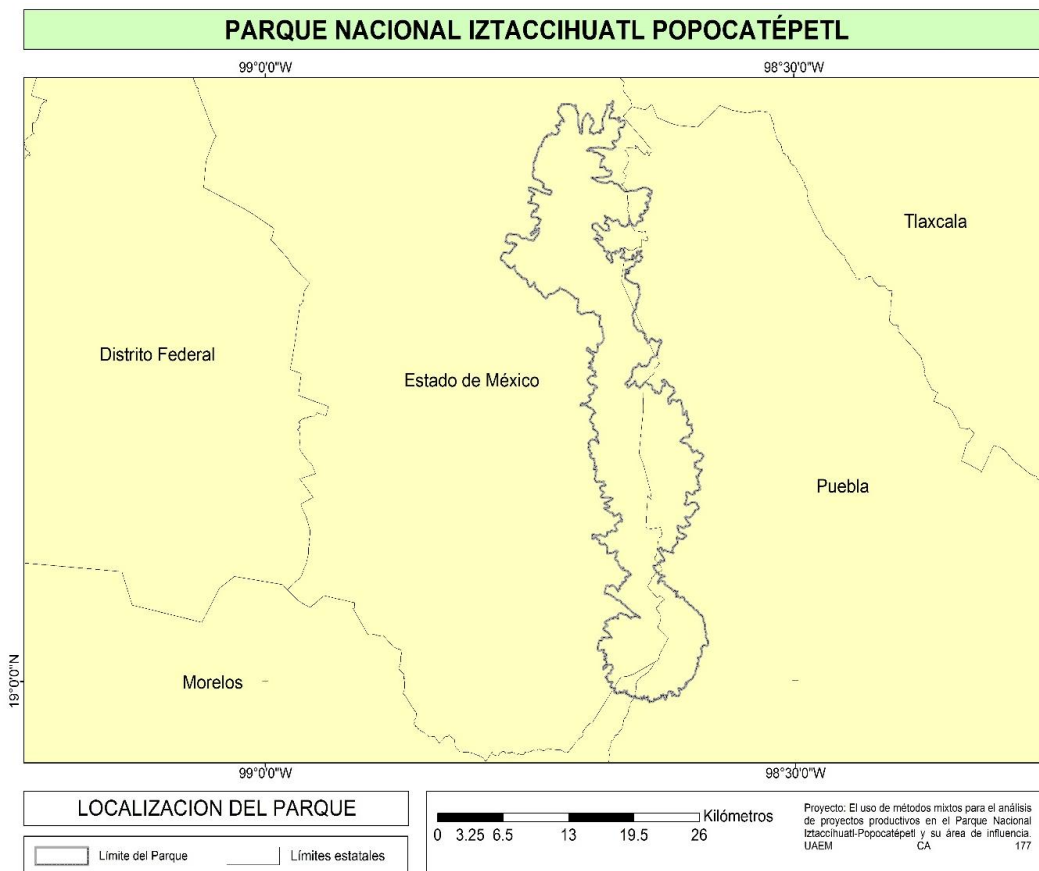 PARQUE NACIONAL IZTACCIHUATL POPOCATÉPETL
99°0'0"W 98°30'0"W
Tlaxcala
Distrito Federal
Estado de México
Puebla
19°0'0"N
Morelos
99°0'0"W 98°30'0"W
LOCALIZACION DEL PARQUE
Límite del Parque Límites estatales
Kilómetros
0 3.25 6.5 13 19.5 26
Proyecto: El uso de métodos mixtos para el análisis
de proyectos productivos en el Parque Nacional
Iztaccíhuatl-Popocatépetl y su área de influencia.
UAEM CA 177